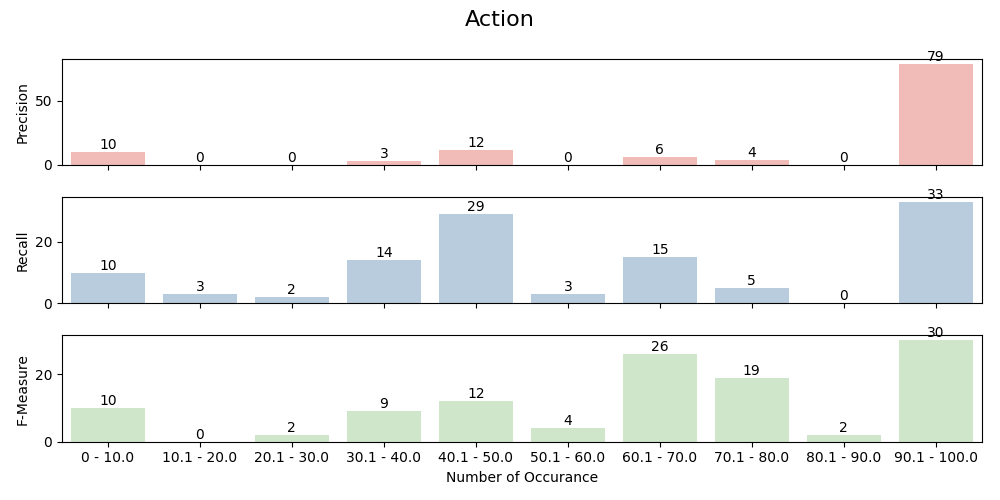 Action
Precision
50
0
10 0 0 3 12 0 6 4 0 79
Recall
20
0
10 3 2 14 29 3 15 5 0 33
F-Measure
20
0
10 0 2 9 12 4 26 19 2 30
0 - 10.0 10.1 - 20.0 20.1 - 30.0 30.1 - 40.0 40.1 - 50.0 50.1 - 60.0 60.1 - 70.0 70.1 - 80.0 80.1 - 90.0 90.1 - 100.0
Number of Occurance